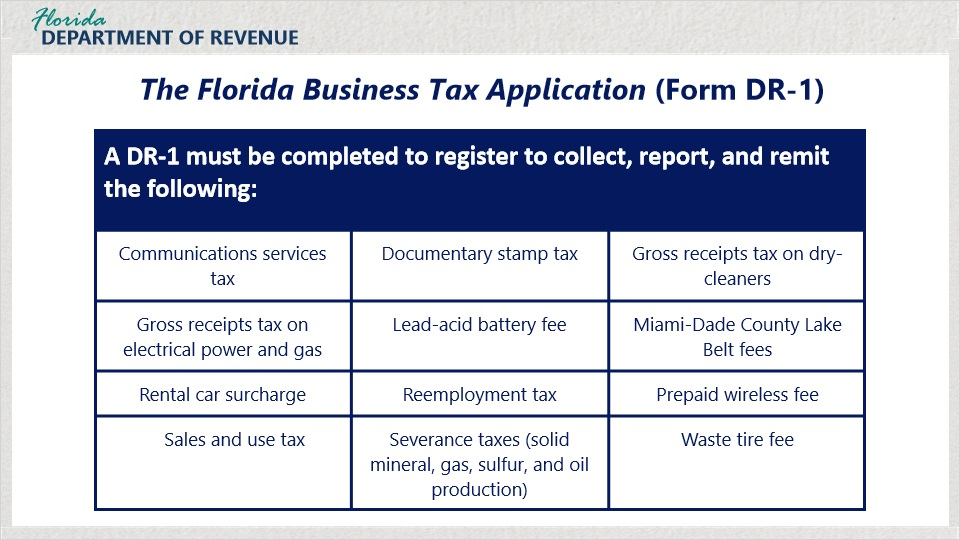 Florida
DEPARTMENT OF REVENUE
The Florida Business Tax Application (Form DR-1)
A DR-1 must be completed to register to collect, report, and remit
the following:
Communications services
tax
Documentary stamp tax
Gross receipts tax on dry-
cleaners
Gross receipts tax on
electrical power and gas
Lead-acid battery fee
Miami-Dade County Lake
Belt fees
Rental car surcharge
Reemployment tax
Prepaid wireless fee
Sales and use tax
Severance taxes (solid
mineral, gas, sulfur, and oil
production)
Waste tire fee